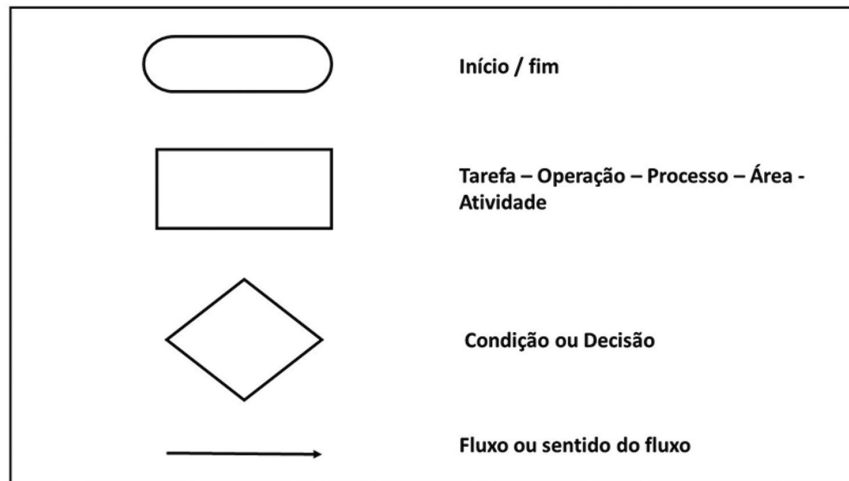 Início / fim
Tarefa – Operação – Processo – Área -
Atividade
Condição ou Decisão
Fluxo ou sentido do fluxo